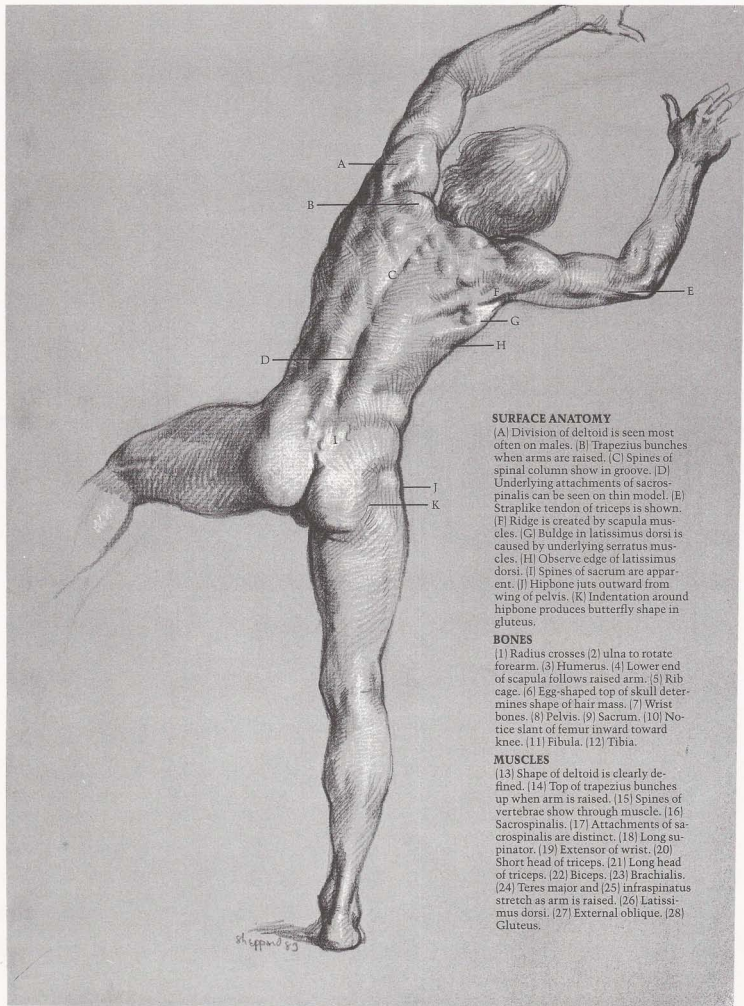 A
B
C
F
E
G
H
D
I
J
K
SURFACE ANATOMY
(A) Division of deltoid is seen most
often on males. (B) Trapezius bunches
when arms are raised. (C) Spines of
spinal column show in groove. (D)
Underlying attachments of sacros-
pinalis can be seen on thin model. (E)
Straplike tendon of triceps is shown.
(F) Ridge is created by scapula mus-
cles. (G) Buldge in latissimus dorsi is
caused by underlying serratus mus-
cles. (H) Observe edge of latissimus
dorsi. (I) Spines of sacrum are appar-
ent. (J) Hipbone juts outward from
wing of pelvis. (K) Indentation around
hipbone produces butterfly shape in
gluteus.
BONES
(1) Radius crosses (2) ulna to rotate
forearm. (3) Humerus. (4) Lower end
of scapula follows raised arm. (5) Rib
cage. (6) Egg-shaped top of skull deter-
mines shape of hair mass. (7) Wrist
bones. (8) Pelvis. (9) Sacrum. (10) No-
tice slant of femur inward toward
knee. (11) Fibula. (12) Tibia.
MUSCLES
(13) Shape of deltoid is clearly de-
fined. (14) Top of trapezius bunches
up when arm is raised. (15) Spines of
vertebrae show through muscle. (16)
Sacrospinalis. (17) Attachments of sa-
crospinalis are distinct. (18) Long su-
pinator. (19) Extensor of wrist. (20)
Short head of triceps. (21) Long head
of triceps. (22) Biceps. (23) Brachialis.
(24) Teres major and (25) infraspinatus
stretch as arm is raised. (26) Latissi-
mus dorsi. (27) External oblique. (28)
Gluteus.
sheppard 89